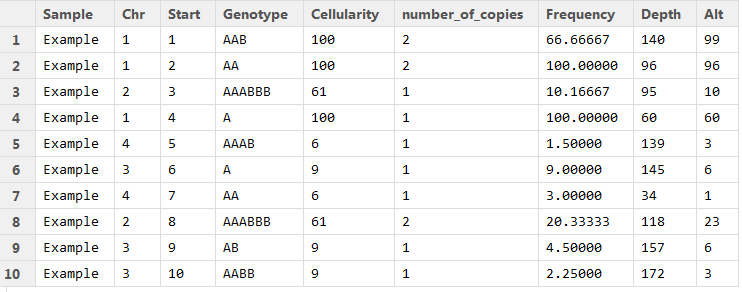 Sample Chr Start Genotype Cellularity number_of_copies Frequency Depth Alt
1 Example 1 1 AAB 100 2 66.66667 140 99
2 Example 1 2 AA 100 2 100.00000 96 96
3 Example 2 3 AAABBB 61 1 10.16667 95 10
4 Example 1 4 A 100 1 100.00000 60 60
5 Example 4 5 AAAB 6 1 1.50000 139 3
6 Example 3 6 A 9 1 9.00000 145 6
7 Example 4 7 AA 6 1 3.00000 34 1
8 Example 2 8 AAABBB 61 2 20.33333 118 23
9 Example 3 9 AB 9 1 4.50000 157 6
10 Example 3 10 AABB 9 1 2.25000 172 3